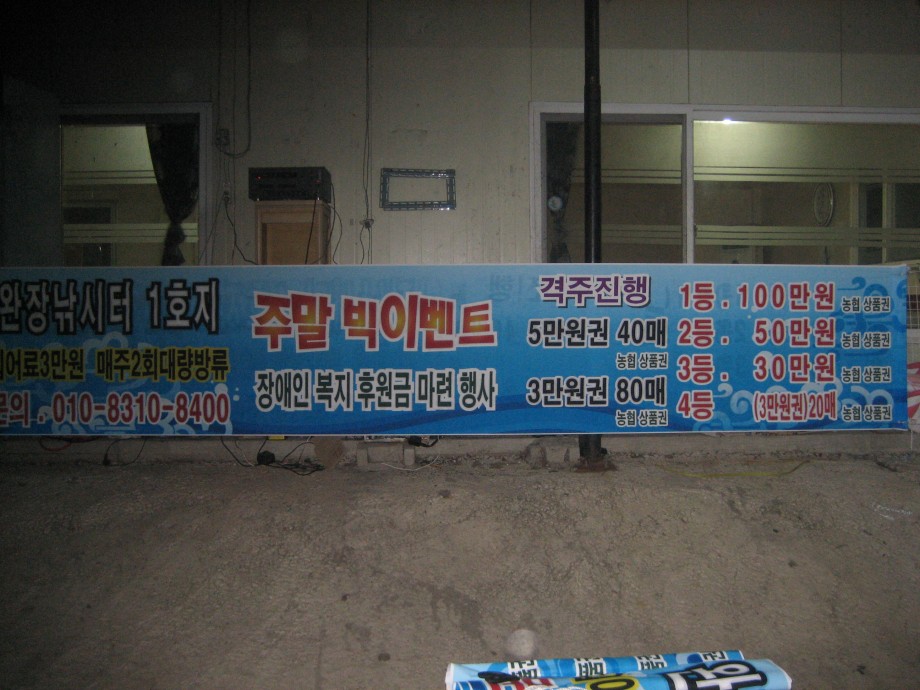 완장낚시터 1호지
입어료3만원 매주2회대량방류
문의 . 010-8310-8400
주말 빅이벤트
장애인 복지 후원금 마련 행사
격주진행
5만원권 40매
농협 상품권
3만원권 80매
농협 상품권
1등 . 100만원 농협 상품권
2등 . 50만원 농협 상품권
3등 . 30만원 농협 상품권
4등 (3만원권)20매 농협 상품권